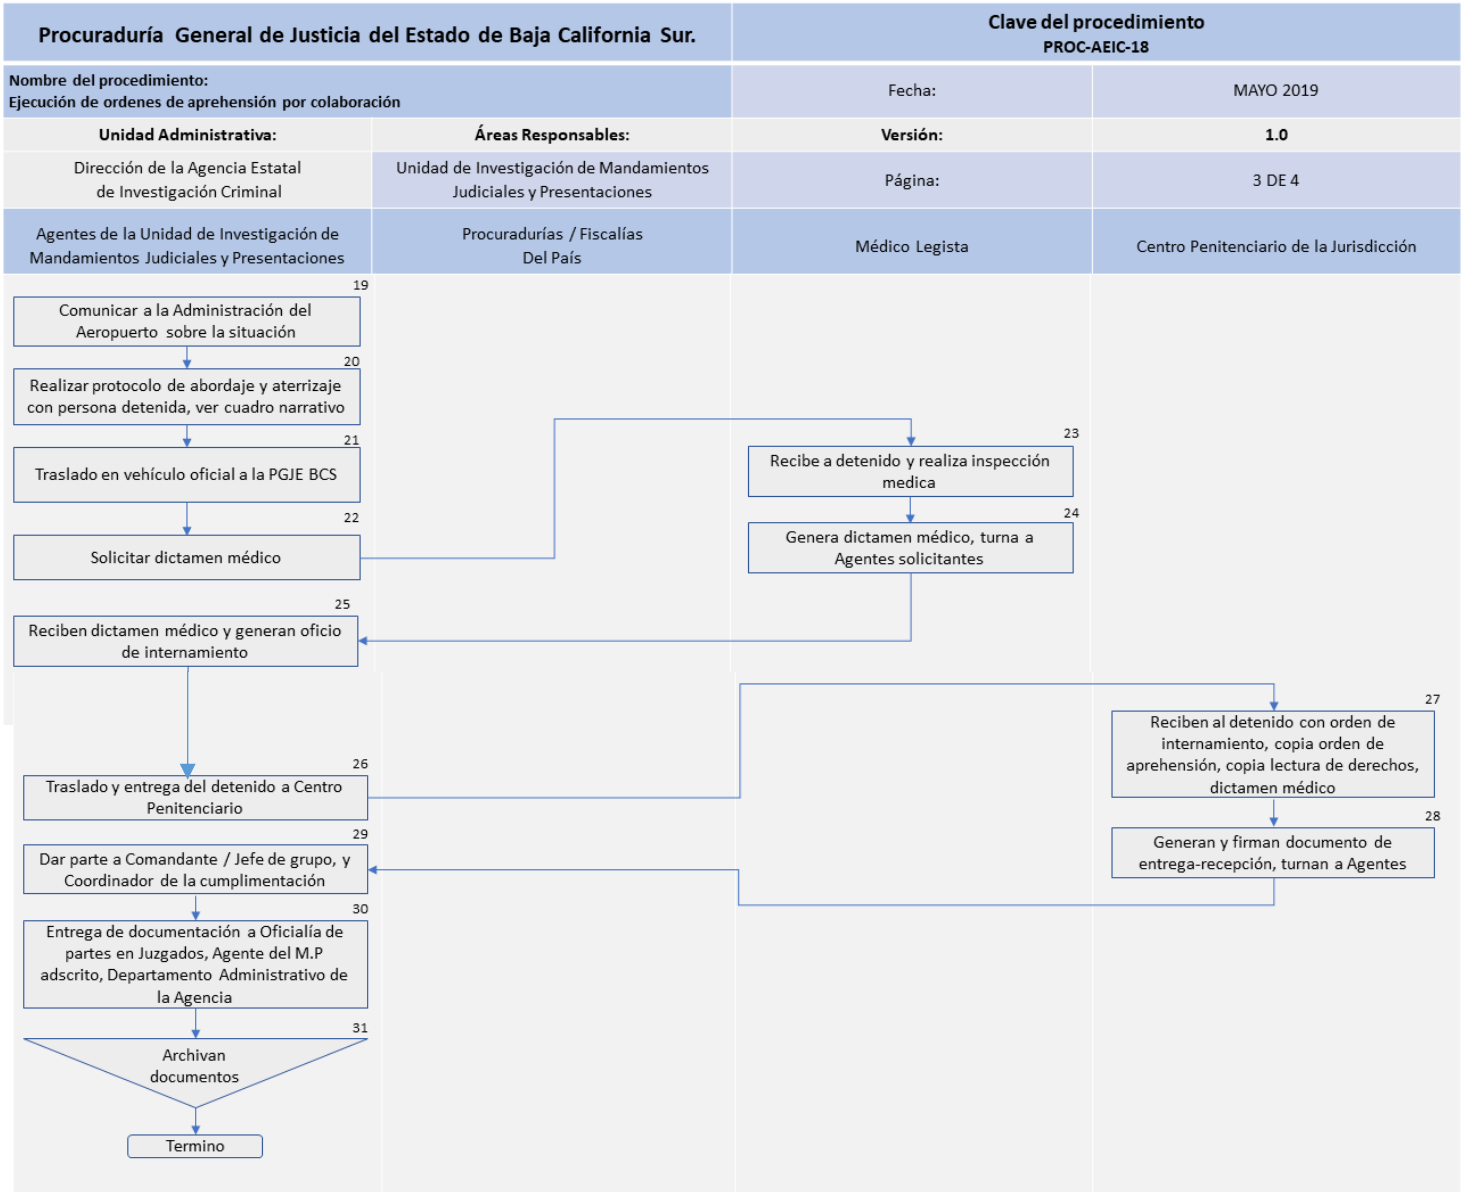 Procuraduría General de Justicia del Estado de Baja California Sur.
Clave del procedimiento
PROC-AEIC-18
Nombre del procedimiento:
Ejecución de ordenes de aprehensión por colaboración
Fecha:
MAYO 2019
Unidad Administrativa:
Áreas Responsables:
Versión:
1.0
Dirección de la Agencia Estatal
de Investigación Criminal
Unidad de Investigación de Mandamientos
Judiciales y Presentaciones
Página:
3 DE 4
Agentes de la Unidad de Investigación de
Mandamientos Judiciales y Presentaciones
Procuradurías / Fiscalías
Del País
Médico Legista
Centro Penitenciario de la Jurisdicción
19
Comunicar a la Administración del
Aeropuerto sobre la situación
20
Realizar protocolo de abordaje y aterrizaje
con persona detenida, ver cuadro narrativo
21
Traslado en vehículo oficial a la PGJE BCS
22
Solicitar dictamen médico
23
Recibe a detenido y realiza inspección
medica
24
Genera dictamen médico, turna a
Agentes solicitantes
25
Reciben dictamen médico y generan oficio
de internamiento
26
Traslado y entrega del detenido a Centro
Penitenciario
27
Reciben al detenido con orden de
internamiento, copia orden de
aprehensión, copia lectura de derechos,
dictamen médico
28
Generan y firman documento de
entrega-recepción, turnan a Agentes
29
Dar parte a Comandante / Jefe de grupo, y
Coordinador de la cumplimentación
30
Entrega de documentación a Oficialía de
partes en Juzgados, Agente del M.P
adscrito, Departamento Administrativo de
la Agencia
31
Archivan
documentos
Termino